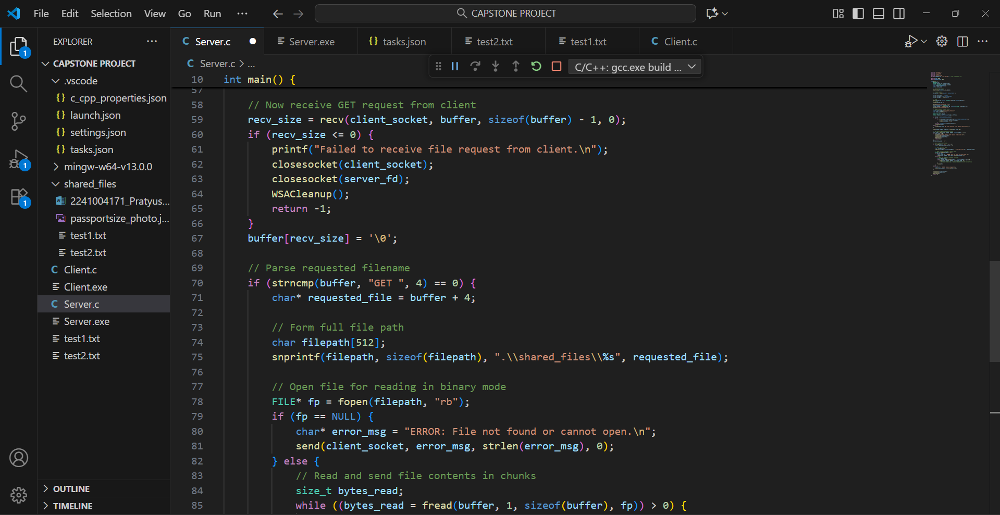 File Edit Selection View Go Run ···
CAPSTONE PROJECT
EXPLORER ···
CAPSTONE PROJECT
.vscode
{} c_cpp_properties.json
{} launch.json
{} settings.json
{} tasks.json
mingw-w64-v13.0.0
shared_files
2241004171_Pratyus...
passportsize_photo.j...
test1.txt
test2.txt
C Client.c
Client.exe
C Server.c
Server.exe
test1.txt
test2.txt
OUTLINE
TIMELINE
1
1
1
C Server.c
Server.exe
{} tasks.json
test2.txt
test1.txt
C Client.c
C Server.c > ...
C/C++: gcc.exe build ...
10 int main() {
57
58 // Now receive GET request from client
59 recv_size = recv(client_socket, buffer, sizeof(buffer) - 1, 0);
60 if (recv_size <= 0) {
61 printf("Failed to receive file request from client.\n");
62 closesocket(client_socket);
63 closesocket(server_fd);
64 WSACleanup();
65 return -1;
66 }
67 buffer[recv_size] = '\0';
68
69 // Parse requested filename
70 if (strncmp(buffer, "GET ", 4) == 0) {
71 char* requested_file = buffer + 4;
72
73 // Form full file path
74 char filepath[512];
75 snprintf(filepath, sizeof(filepath), ".\\shared_files\\%s", requested_file);
76
77 // Open file for reading in binary mode
78 FILE* fp = fopen(filepath, "rb");
79 if (fp == NULL) {
80 char* error_msg = "ERROR: File not found or cannot open.\n";
81 send(client_socket, error_msg, strlen(error_msg), 0);
82 } else {
83 // Read and send file contents in chunks
84 size_t bytes_read;
85 while ((bytes_read = fread(buffer, 1, sizeof(buffer), fp)) > 0) {